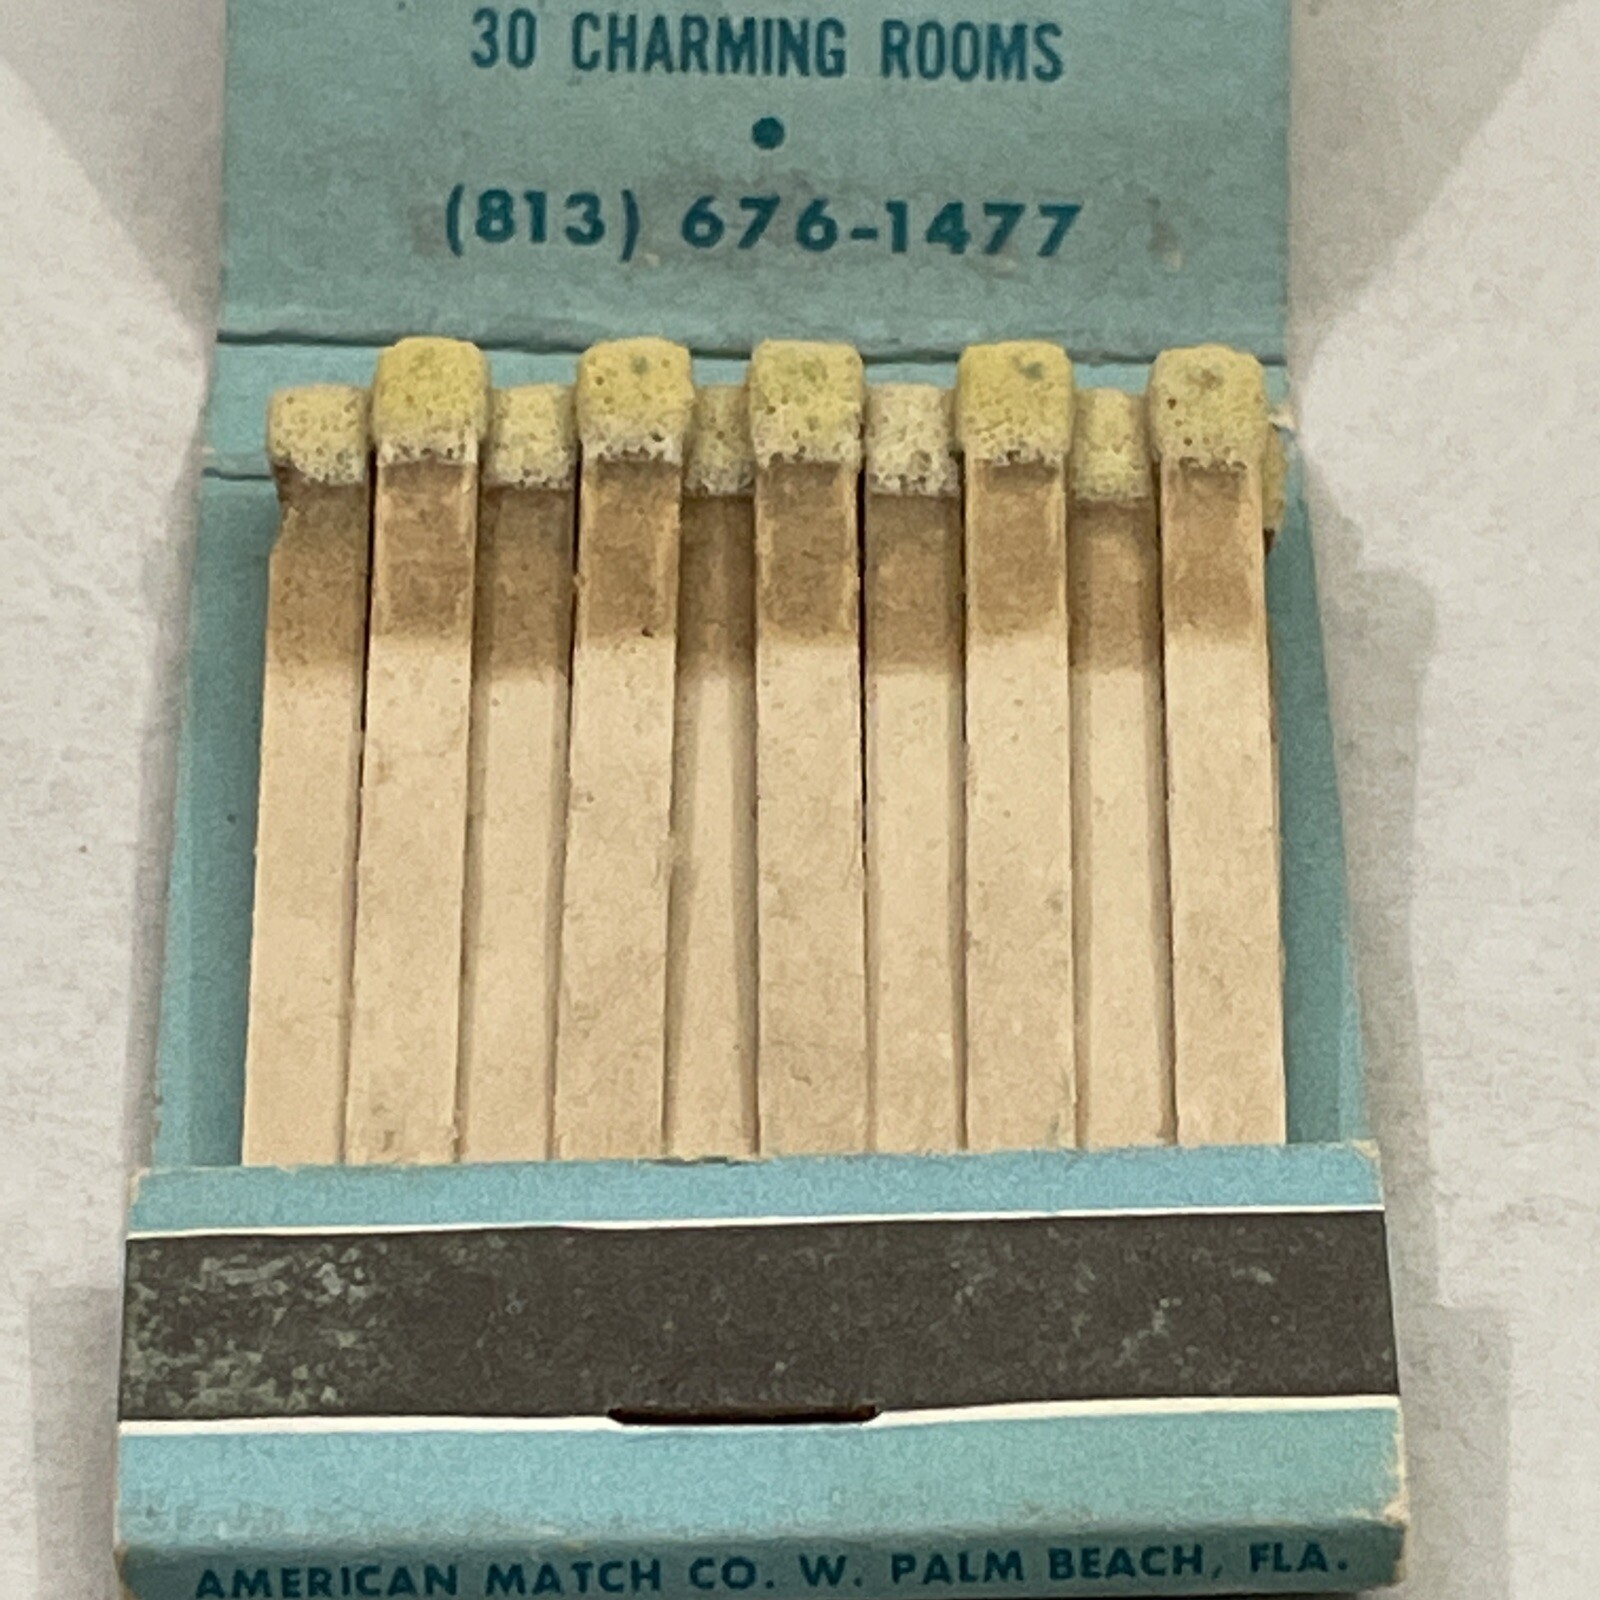 30 CHARMING ROOMS
•
(813) 676-1477
AMERICAN MATCH CO. W. PALM BEACH, FLA.